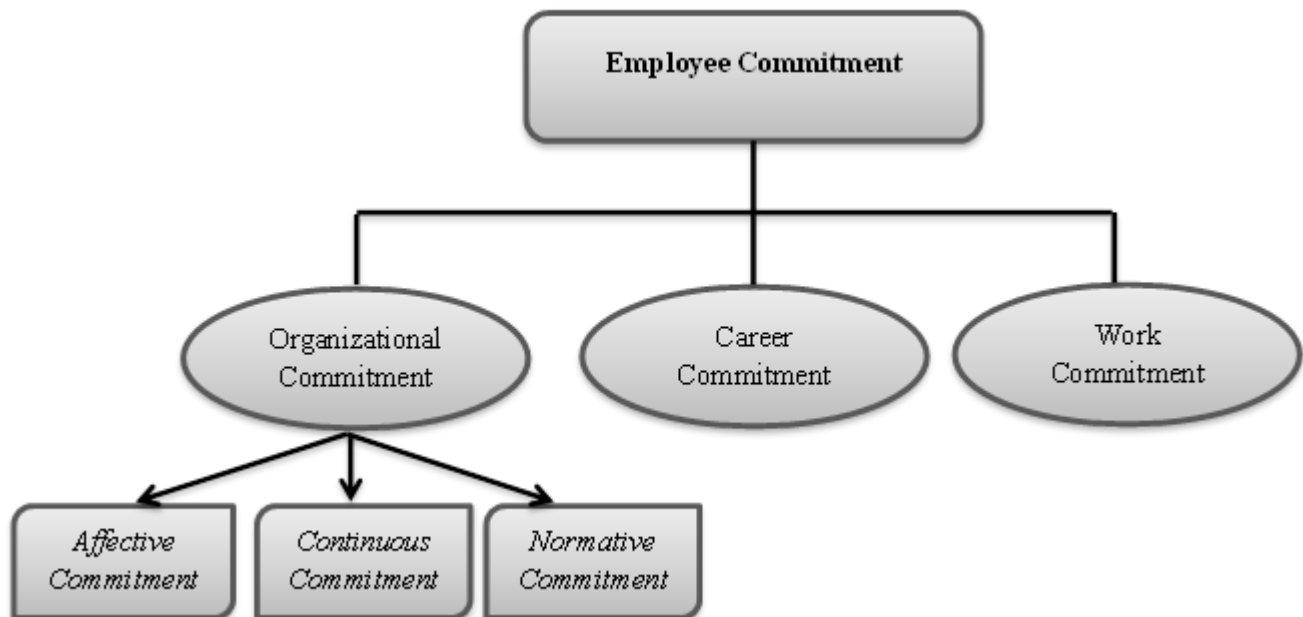 Employee Commitment
Organizational
Commitment
Career
Commitment
Work
Commitment
Affective
Commitment
Continuous
Commitment
Normative
Commitment